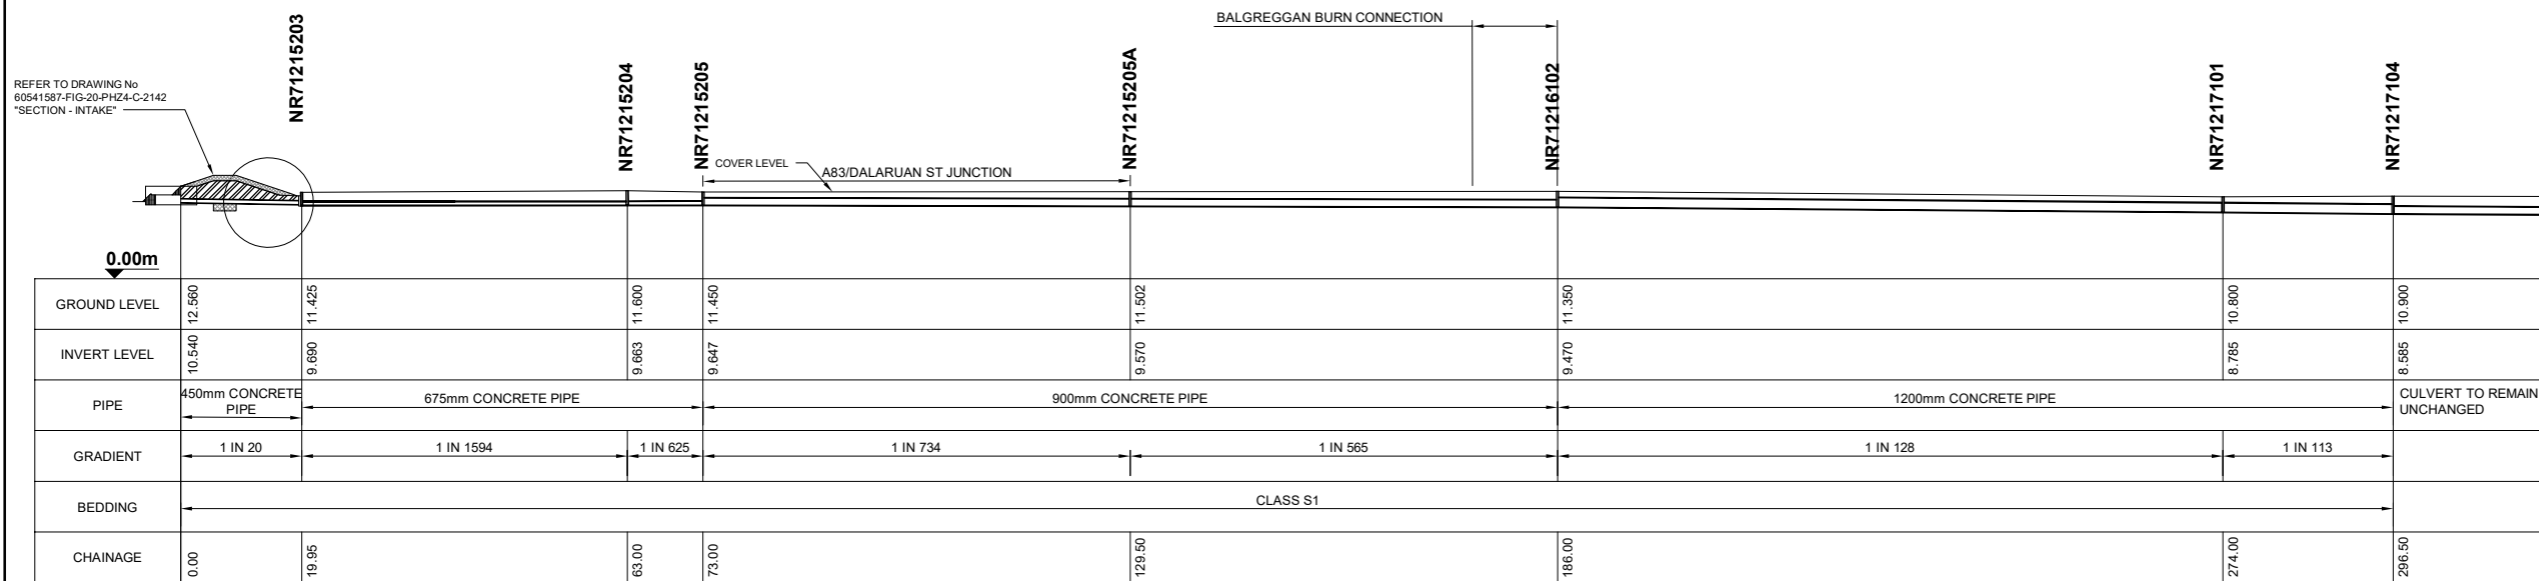 BALGREGGAN BURN CONNECTION
REFER TO DRAWING No
60541587-FIG-20-PHZ4-C-2142
"SECTION - INTAKE"
NR71215203
NR71215204
NR71215205
NR71215205A
NR71216102
NR71217101
NR71217104
COVER LEVEL
A83/DALARUAN ST JUNCTION
0.00m
GROUND LEVEL 12.560 11.425 11.600 11.450 11.502 11.350 10.800 10.900
INVERT LEVEL 10.540 9.690 9.663 9.647 9.570 9.470 8.785 8.585
PIPE
450mm CONCRETE
PIPE
675mm CONCRETE PIPE
900mm CONCRETE PIPE
1200mm CONCRETE PIPE
CULVERT TO REMAIN
UNCHANGED
GRADIENT 1 IN 20 1 IN 1594 1 IN 625 1 IN 734 1 IN 565 1 IN 128 1 IN 113
BEDDING CLASS S1
CHAINAGE 0.00 19.95 63.00 73.00 129.50 186.00 274.00 296.50